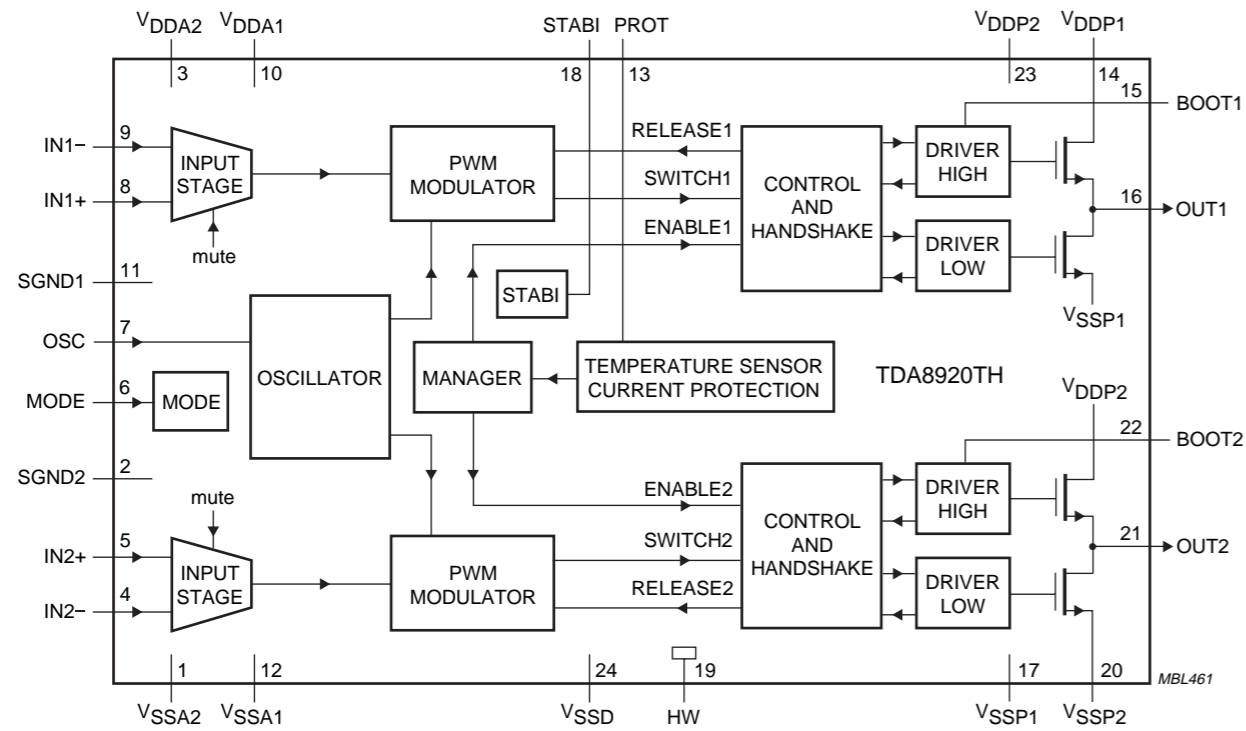 VDDA2 VDDA1 STABI PROT VDDP2 VDDP1
3 10 18 13 23 14
15 BOOT1
IN1− 9
INPUT
STAGE
IN1+ 8
mute
PWM
MODULATOR
RELEASE1
SWITCH1
ENABLE1
CONTROL
AND
HANDSHAKE
DRIVER
HIGH
16 OUT1
DRIVER
LOW
VSSP1
SGND1 11
STABI
OSC 7
OSCILLATOR
MANAGER
TEMPERATURE SENSOR
CURRENT PROTECTION
TDA8920TH
MODE 6
MODE
VDDP2
22 BOOT2
SGND2 2
mute
IN2+ 5
INPUT
STAGE
IN2− 4
PWM
MODULATOR
ENABLE2
SWITCH2
RELEASE2
CONTROL
AND
HANDSHAKE
DRIVER
HIGH
21 OUT2
DRIVER
LOW
1 12 24 19 17 20
VSSA2 VSSA1 VSSD HW VSSP1 VSSP2
MBL461